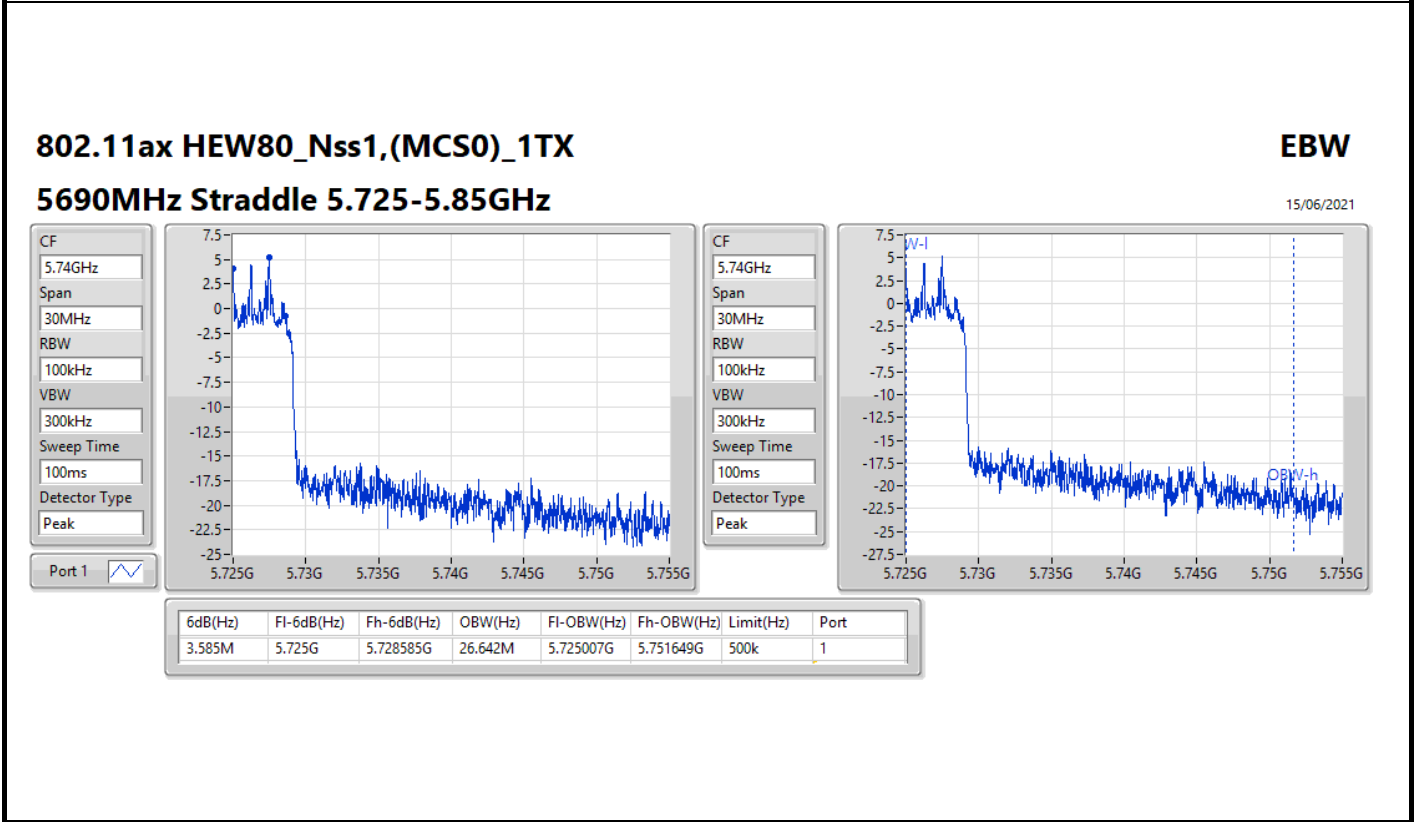 802.11ax HEW80_Nss1,(MCS0)_1TX
EBW
5690MHz Straddle 5.725-5.85GHz
15/06/2021
CF
5.74GHz
Span
30MHz
RBW
100kHz
VBW
300kHz
Sweep Time
100ms
Detector Type
Peak
Port 1
7.5
5
2.5
0
-2.5
-5
-7.5
-10
-12.5
-15
-17.5
-20
-22.5
-25
5.725G 5.73G 5.735G 5.74G 5.745G 5.75G 5.755G
CF
5.74GHz
Span
30MHz
RBW
100kHz
VBW
300kHz
Sweep Time
100ms
Detector Type
Peak
7.5
5
2.5
0
-2.5
-5
-7.5
-10
-12.5
-15
-17.5
-20
-22.5
-25
-27.5
W-l
OBW-h
5.725G 5.73G 5.735G 5.74G 5.745G 5.75G 5.755G
6dB(Hz) Fl-6dB(Hz) Fh-6dB(Hz) OBW(Hz) Fl-OBW(Hz) Fh-OBW(Hz) Limit(Hz) Port
3.585M 5.725G 5.728585G 26.642M 5.725007G 5.751649G 500k 1